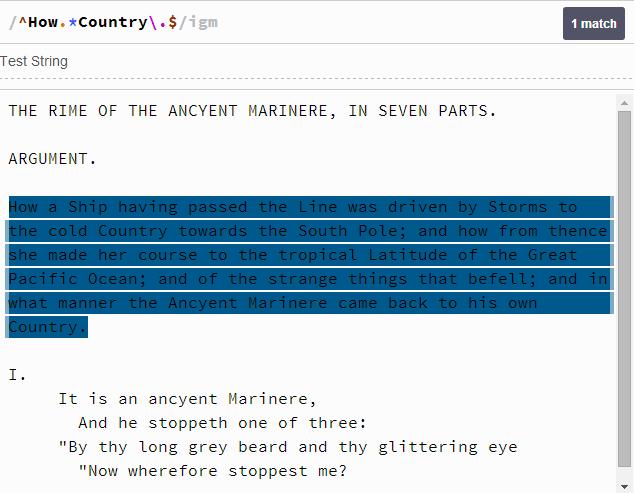 /^How.*Country\.$/igm
1 match
Test String
THE RIME OF THE ANCYENT MARINERE, IN SEVEN PARTS.
ARGUMENT.
How a Ship having passed the Line was driven by Storms to
the cold Country towards the South Pole; and how from thence
she made her course to the tropical Latitude of the Great
Pacific Ocean; and of the strange things that befell; and in
what manner the Ancyent Marinere came back to his own
Country.
I.
It is an ancyent Marinere,
And he stoppeth one of three:
"By thy long grey beard and thy glittering eye
"Now wherefore stoppest me?